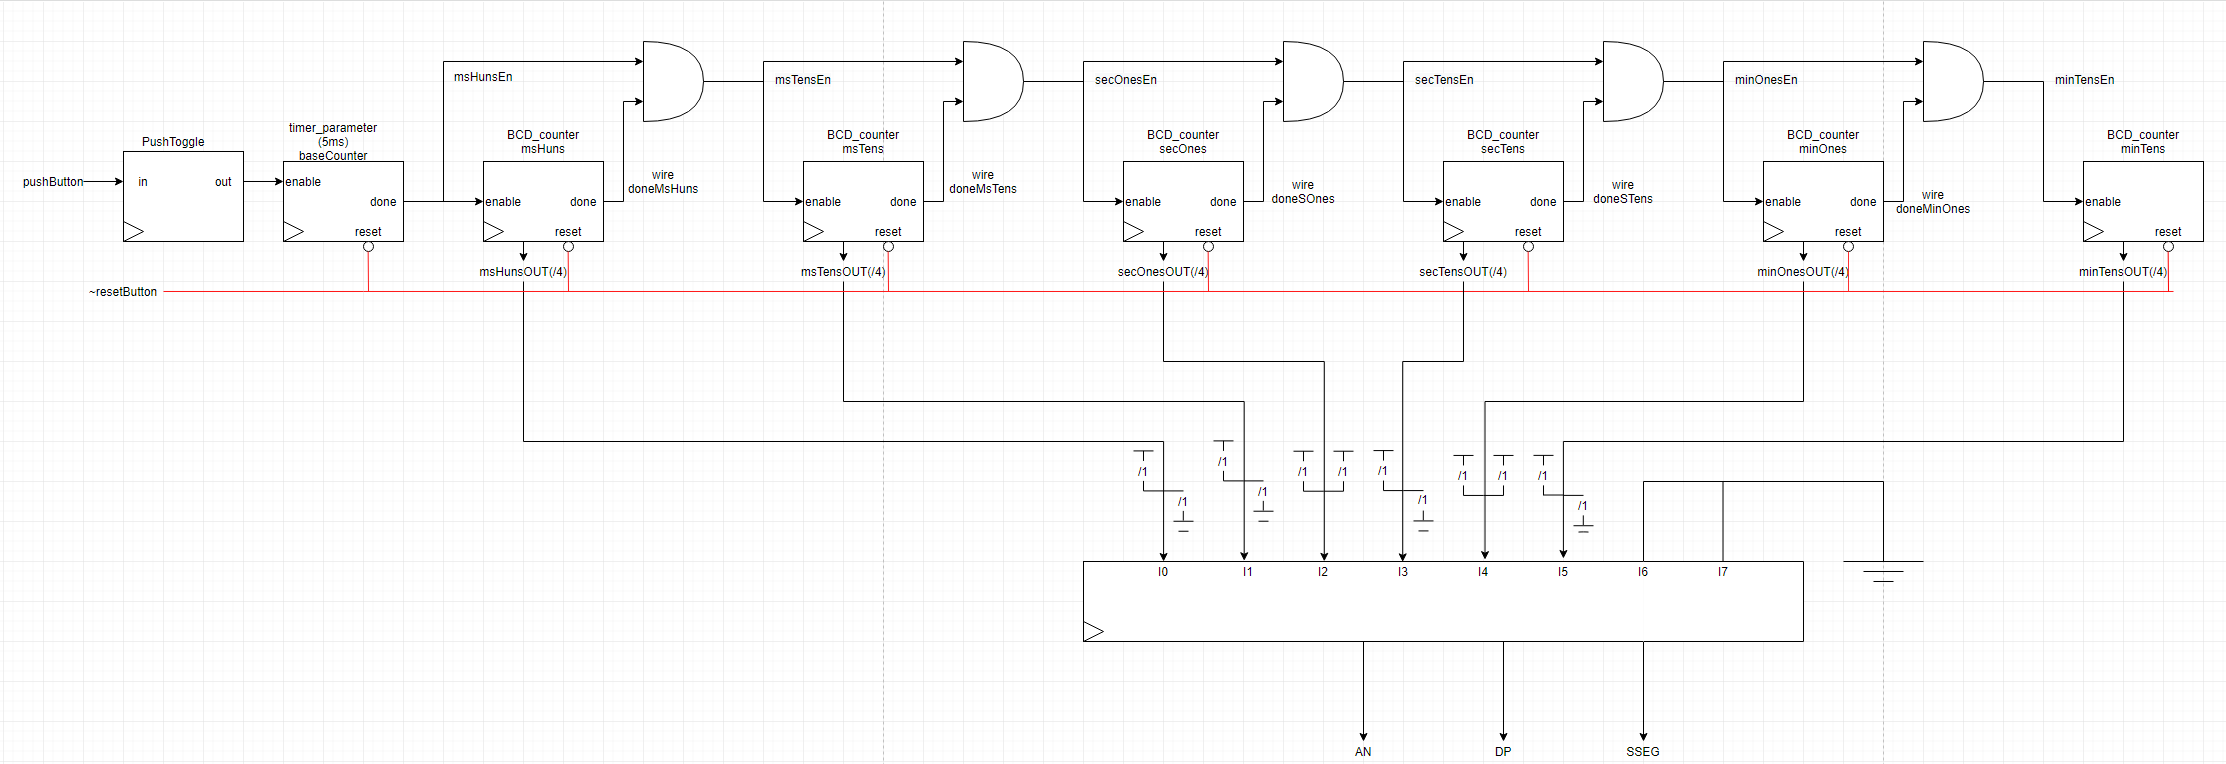 msHunsEn
msTensEn
secOnesEn
secTensEn
minOnesEn
minTensEn
PushToggle
timer_parameter
(5ms)
baseCounter
BCD_counter
msHuns
BCD_counter
msTens
BCD_counter
secOnes
BCD_counter
secTens
BCD_counter
minOnes
BCD_counter
minTens
pushButton
in
out
enable
done
reset
enable
done
reset
wire
doneMsHuns
enable
done
reset
wire
doneMsTens
enable
done
reset
wire
doneSOnes
enable
done
reset
wire
doneSTens
enable
done
reset
wire
doneMinOnes
enable
reset
msHunsOUT(/4)
msTensOUT(/4)
secOnesOUT(/4)
secTensOUT(/4)
minOnesOUT(/4)
minTensOUT(/4)
~resetButton
/1
/1
/1
/1
/1
/1
/1
/1
/1
/1
/1
/1
I0
I1
I2
I3
I4
I5
I6
I7
AN
DP
SSEG